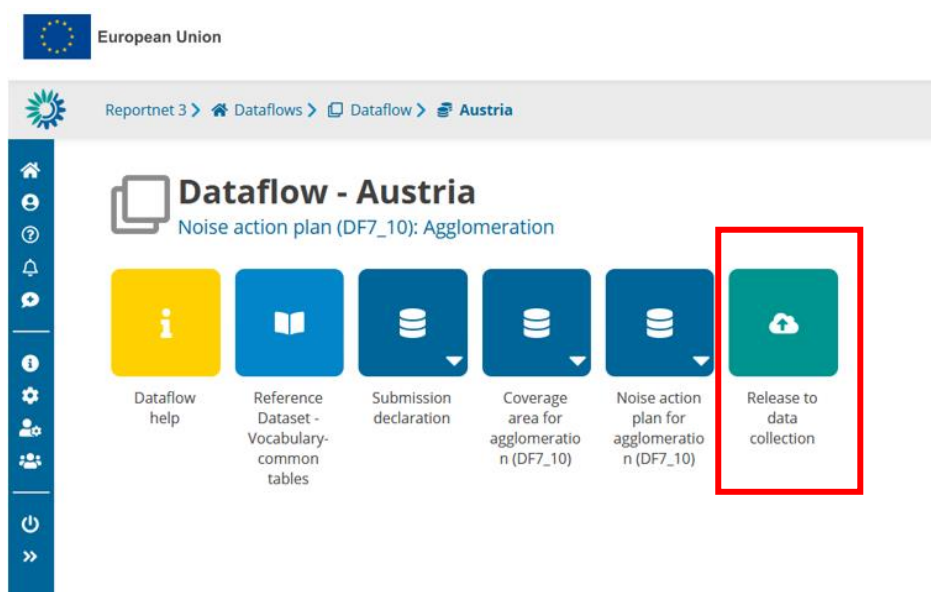 European Union
Reportnet 3 > Dataflows > Dataflow > Austria
Dataflow - Austria
Noise action plan (DF7_10): Agglomeration
Dataflow
help
Reference
Dataset -
Vocabulary-
common
tables
Submission
declaration
Coverage
area for
agglomeratio
n (DF7_10)
Noise action
plan for
agglomeratio
n (DF7_10)
Release to
data
collection